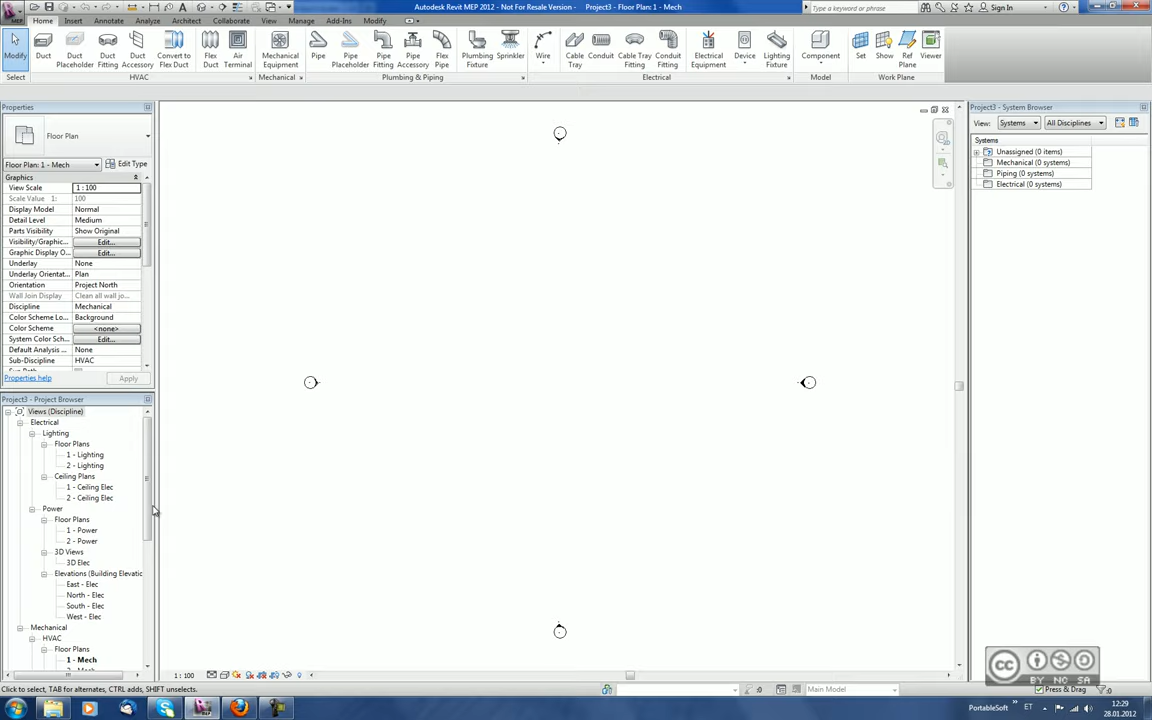 Autodesk Revit MEP 2012 - Not For Resale Version - Project3 - Floor Plan: 1 - Mech
Type a keyword or phrase
Sign In
MEP
Home Insert Annotate Analyze Architect Collaborate View Manage Add-Ins Modify
Modify Duct Duct Placeholder Duct Fitting Duct Accessory Convert to Flex Duct Flex Duct Air Terminal Mechanical Equipment Pipe Pipe Placeholder Pipe Fitting Pipe Accessory Flex Pipe Plumbing Fixture Sprinkler Wire Cable Tray Conduit Cable Tray Fitting Conduit Fitting Electrical Equipment Device Lighting Fixture Component Set Show Ref Plane Viewer
Select HVAC Mechanical Plumbing & Piping Electrical Model Work Plane
Properties
Floor Plan
Floor Plan: 1 - Mech Edit Type
Graphics
View Scale 1 : 100
Scale Value 1: 100
Display Model Normal
Detail Level Medium
Parts Visibility Show Original
Visibility/Graphic... Edit...
Graphic Display O... Edit...
Underlay None
Underlay Orientat... Plan
Orientation Project North
Wall Join Display Clean all wall jo...
Discipline Mechanical
Color Scheme Lo... Background
Color Scheme <none>
System Color Sch... Edit...
Default Analysis ... None
Sub-Discipline HVAC
Properties help Apply
Project3 - Project Browser
Views (Discipline)
Electrical
Lighting
Floor Plans
1 - Lighting
2 - Lighting
Ceiling Plans
1 - Ceiling Elec
2 - Ceiling Elec
Power
Floor Plans
1 - Power
2 - Power
3D Views
3D Elec
Elevations (Building Elevatic
East - Elec
North - Elec
South - Elec
West - Elec
Mechanical
HVAC
Floor Plans
1 - Mech
Project3 - System Browser
View: Systems All Disciplines
Systems
Unassigned (0 items)
Mechanical (0 systems)
Piping (0 systems)
Electrical (0 systems)
1 : 100
Click to select, TAB for alternates, CTRL adds, SHIFT unselects.
:0
Main Model
Press & Drag
:0
cc
BY NC SA
PortableSoft
ET
12:29
28.01.2012